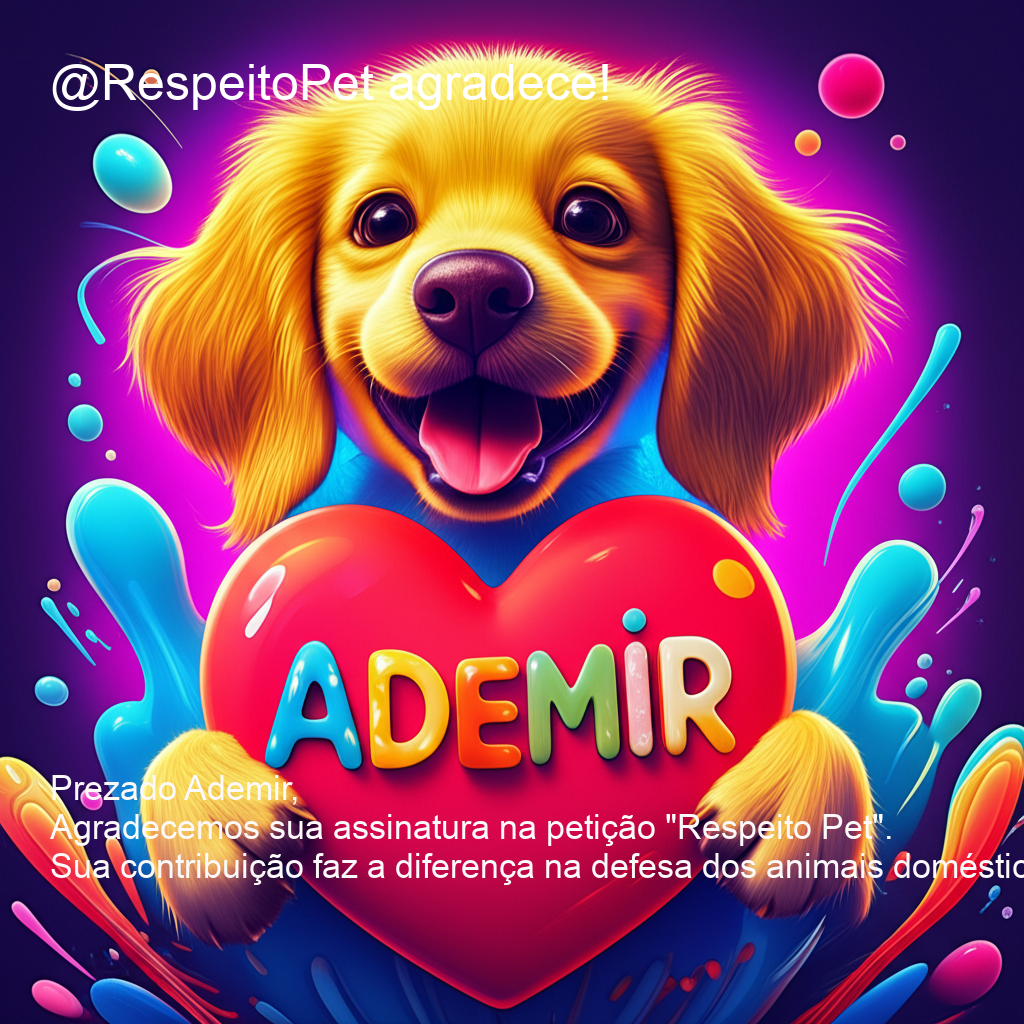 @RespeitoPet agradece!
ADEMIR
Prezado Ademir,
Agradecemos sua assinatura na petição "Respeito Pet".
Sua contribuição faz a diferença na defesa dos animais doméstic